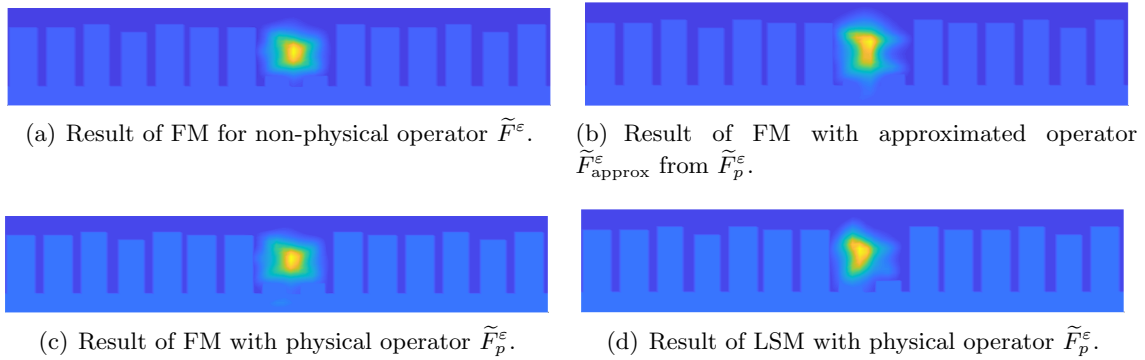 (a) Result of FM for non-physical operator F̃^ε.
(b) Result of FM with approximated operator
F̃^ε_approx from F̃^ε_p.
(c) Result of FM with physical operator F̃^ε_p.
(d) Result of LSM with physical operator F̃^ε_p.